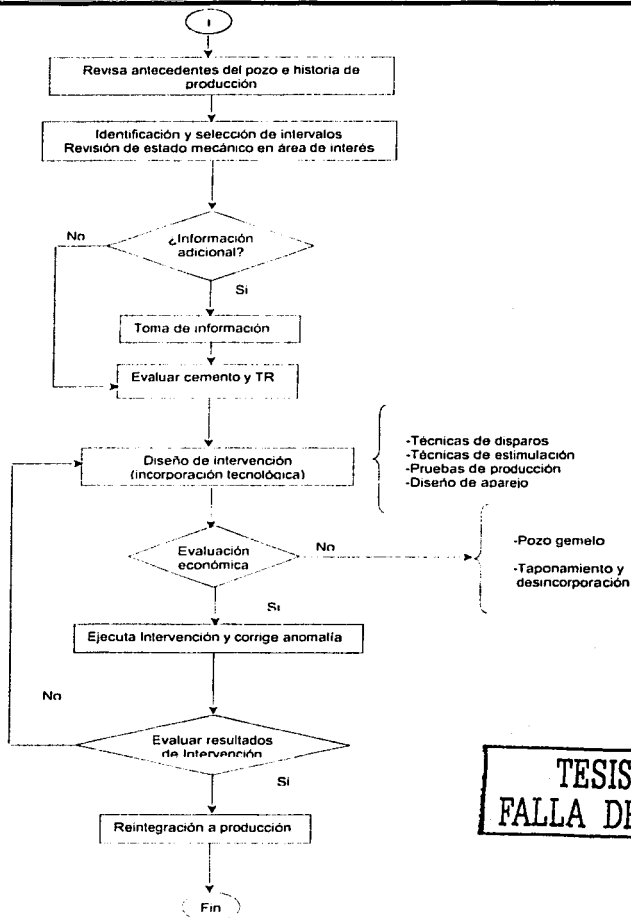 I
Revisa antecedentes del pozo e historia de
producción
Identificación y selección de intervalos
Revisión de estado mecánico en área de interés
No
¿Información
adicional?
Si
Toma de información
Evaluar cemento y TR
Diseño de intervención
(incorporación tecnológica)
-Técnicas de disparos
-Técnicas de estimulación
-Pruebas de producción
-Diseño de aparejo
Evaluación
económica
No
-Pozo gemelo
-Taponamiento y
desincorporación
Si
Ejecuta Intervención y corrige anomalía
No
Evaluar resultados
de Intervención
Si
Reintegración a producción
TESIS
FALLA DE
Fin